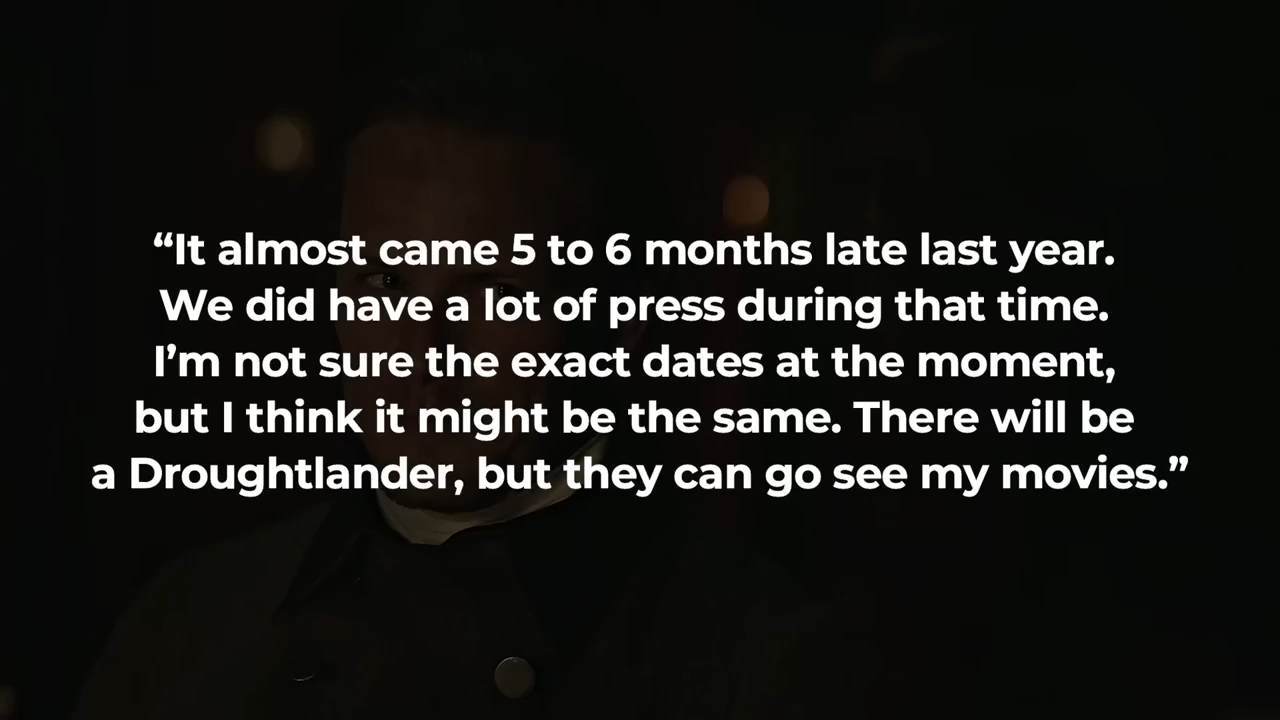 “It almost came 5 to 6 months late last year.
We did have a lot of press during that time.
I’m not sure the exact dates at the moment,
but I think it might be the same. There will be
a Droughtlander, but they can go see my movies.”